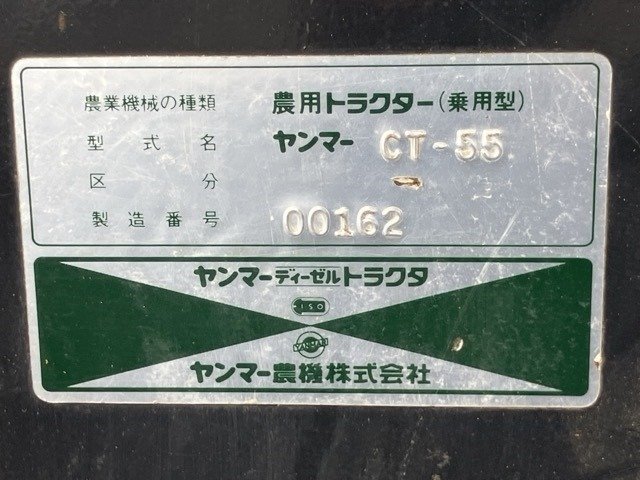 農業機械の種類 農用トラクター(乗用型)
型式名 ヤンマー CT-55
区分 -
製造番号 00162
ヤンマーディーゼルトラクタ
ISO
YANMAR
ヤンマー農機株式会社